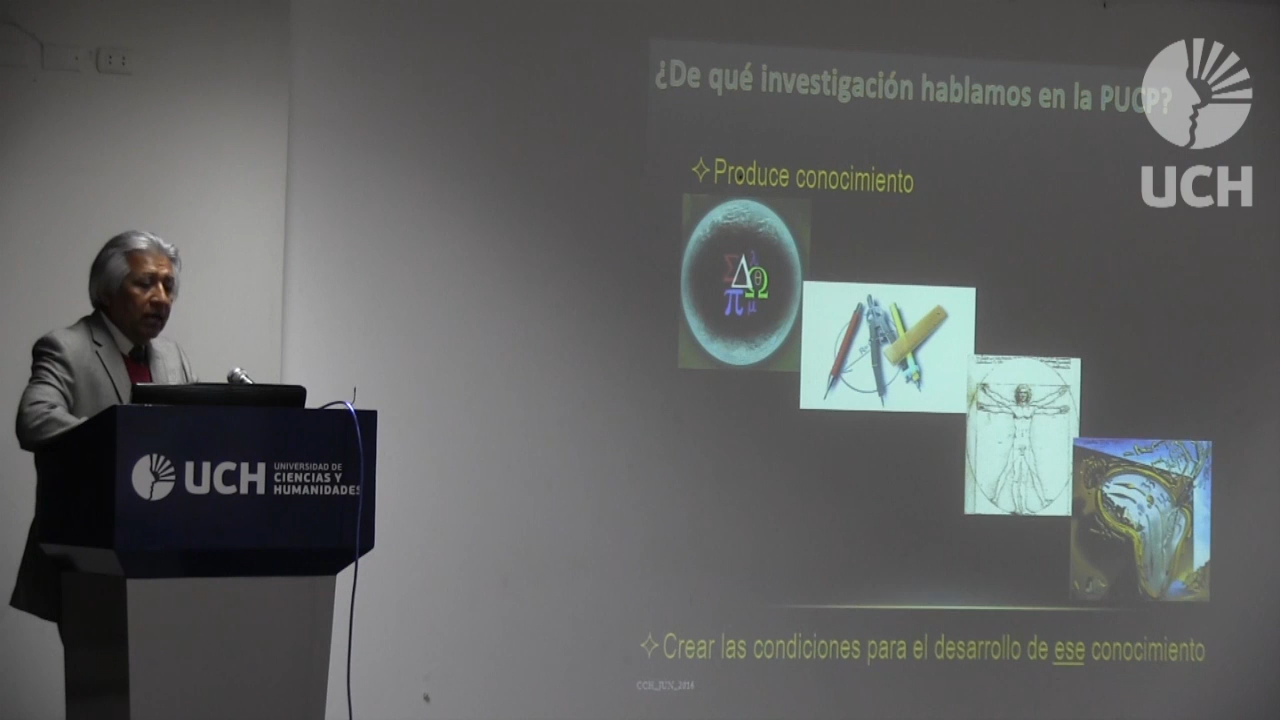 ¿De qué investigación hablamos en la PUCP?
UCH
Produce conocimiento
Σ Δ λ θ Ω π μ
UCH
UNIVERSIDAD DE
CIENCIAS Y
HUMANIDADES
Crear las condiciones para el desarrollo de ese conocimiento